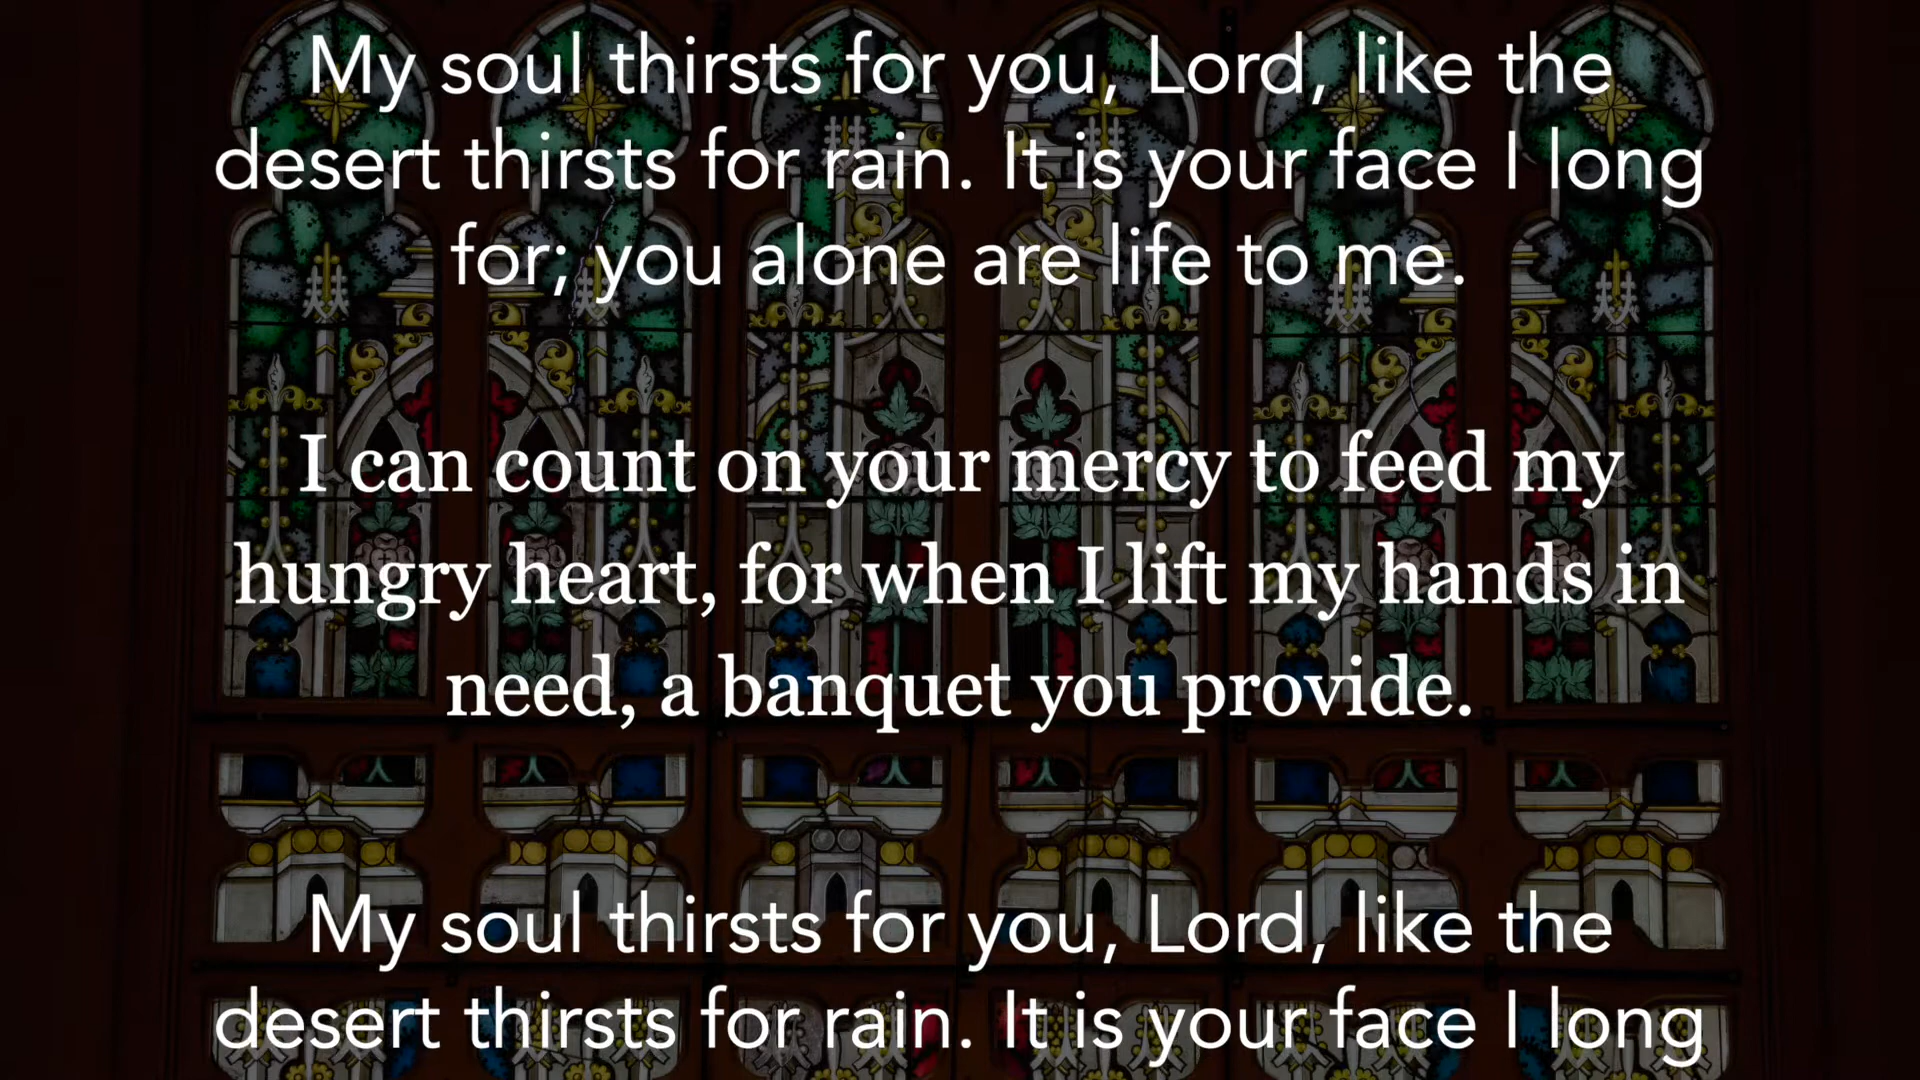 My soul thirsts for you, Lord, like the
desert thirsts for rain. It is your face I long
for; you alone are life to me.
I can count on your mercy to feed my
hungry heart, for when I lift my hands in
need, a banquet you provide.
My soul thirsts for you, Lord, like the
desert thirsts for rain. It is your face I long